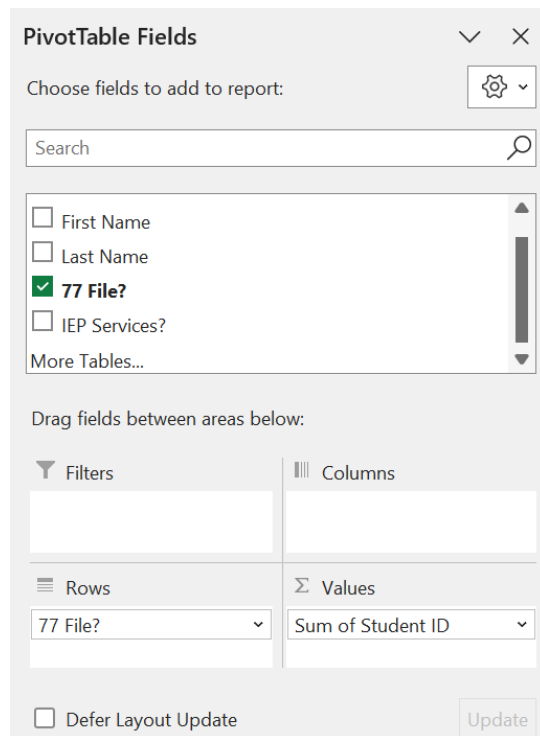 PivotTable Fields
Choose fields to add to report:
Search
First Name
Last Name
77 File?
IEP Services?
More Tables...
Drag fields between areas below:
Filters
Columns
Rows
Σ Values
77 File?
Sum of Student ID
Defer Layout Update
Update